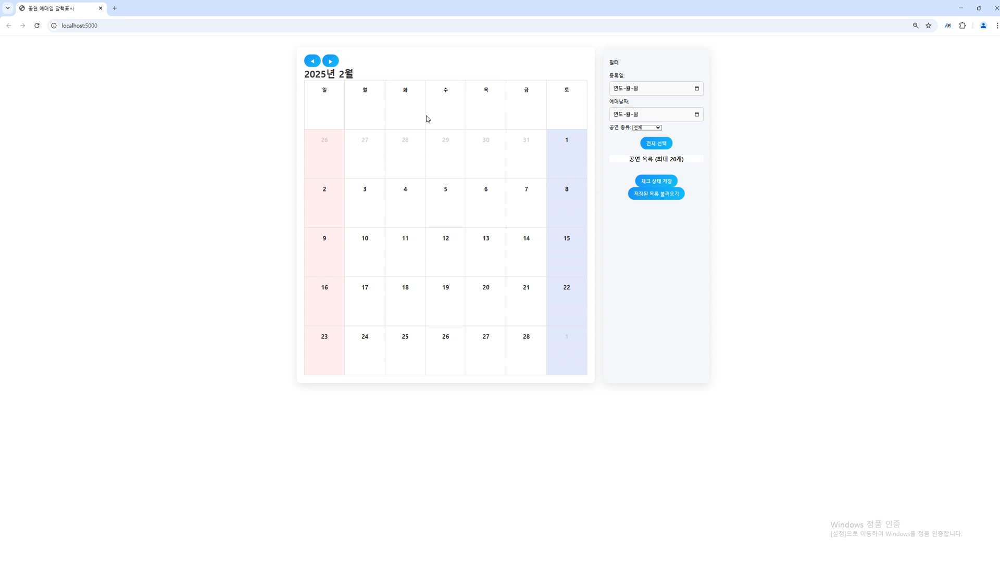 공연 예매일 달력표시
localhost:5000
2025년 2월
일 월 화 수 목 금 토
26 27 28 29 30 31 1
2 3 4 5 6 7 8
9 10 11 12 13 14 15
16 17 18 19 20 21 22
23 24 25 26 27 28 1
필터
등록일:
연도-월-일
예매날짜:
연도-월-일
공연 종류: 전체
전체 선택
공연 목록 (최대 20개)
체크 상태 저장
저장된 목록 불러오기
Windows 정품 인증
[설정]으로 이동하여 Windows를 정품 인증합니다.